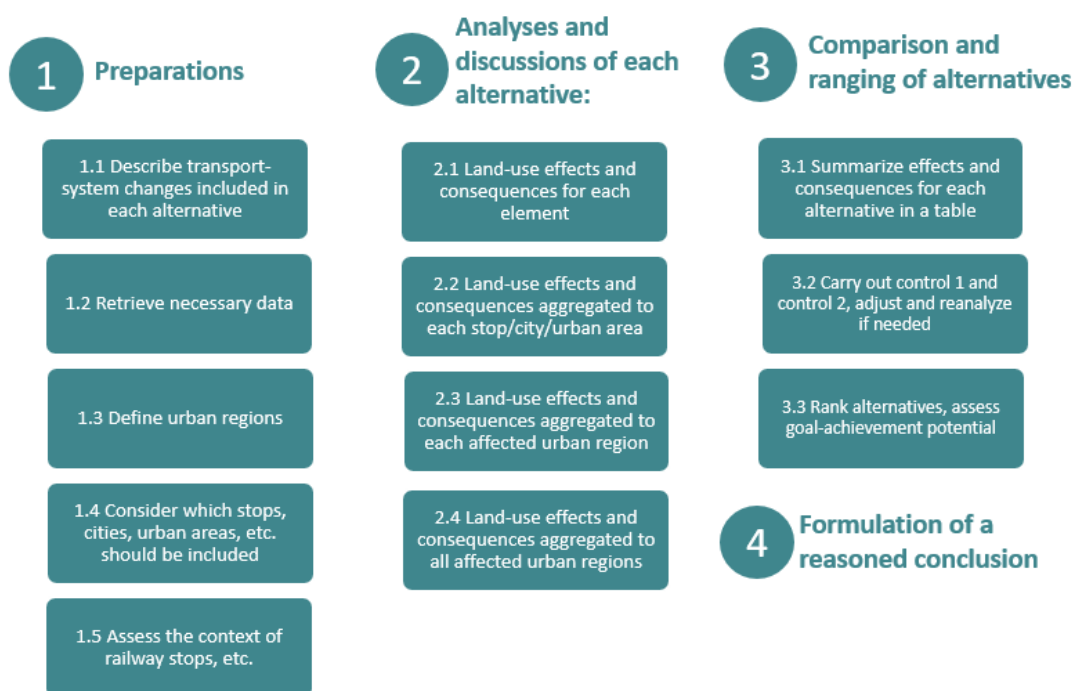 1
Preparations
1.1 Describe transport-
system changes included in
each alternative
1.2 Retrieve necessary data
1.3 Define urban regions
1.4 Consider which stops,
cities, urban areas, etc.
should be included
1.5 Assess the context of
railway stops, etc.
2
Analyses and
discussions of each
alternative:
2.1 Land-use effects and
consequences for each
element
2.2 Land-use effects and
consequences aggregated to
each stop/city/urban area
2.3 Land-use effects and
consequences aggregated to
each affected urban region
2.4 Land-use effects and
consequences aggregated to
all affected urban regions
3
Comparison and
ranging of alternatives
3.1 Summarize effects and
consequences for each
alternative in a table
3.2 Carry out control 1 and
control 2, adjust and reanalyze
if needed
3.3 Rank alternatives, assess
goal-achievement potential
4
Formulation of a
reasoned conclusion